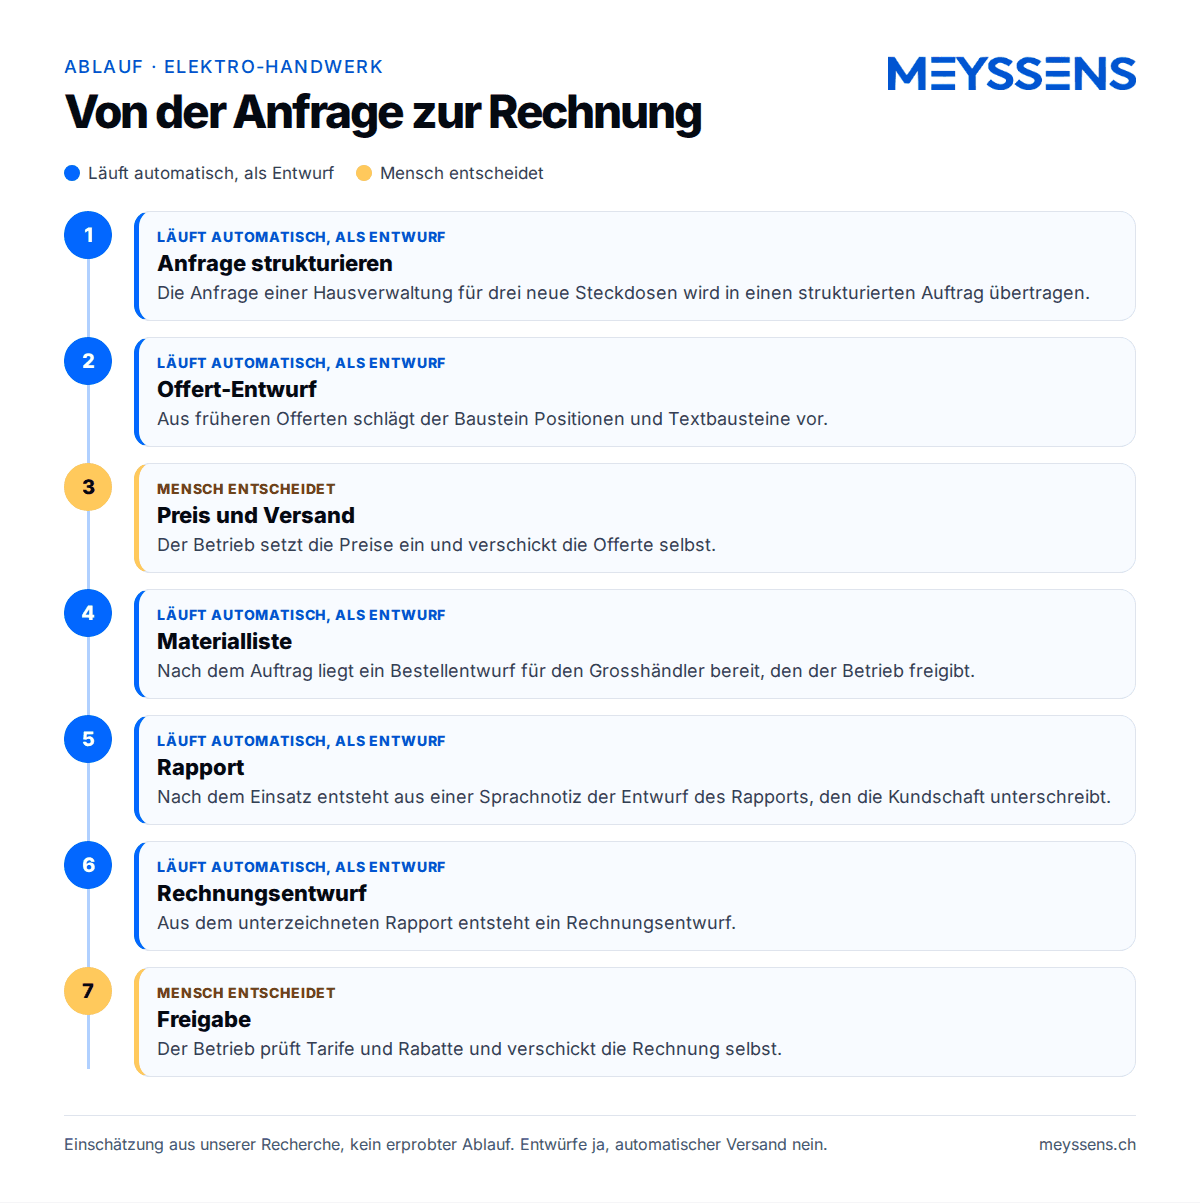 ABLAUF · ELEKTRO-HANDWERK
MEYSSENS
Von der Anfrage zur Rechnung
Läuft automatisch, als Entwurf
Mensch entscheidet
1
LÄUFT AUTOMATISCH, ALS ENTWURF
Anfrage strukturieren
Die Anfrage einer Hausverwaltung für drei neue Steckdosen wird in einen strukturierten Auftrag übertragen.
2
LÄUFT AUTOMATISCH, ALS ENTWURF
Offert-Entwurf
Aus früheren Offerten schlägt der Baustein Positionen und Textbausteine vor.
3
MENSCH ENTSCHEIDET
Preis und Versand
Der Betrieb setzt die Preise ein und verschickt die Offerte selbst.
4
LÄUFT AUTOMATISCH, ALS ENTWURF
Materialliste
Nach dem Auftrag liegt ein Bestellentwurf für den Grosshändler bereit, den der Betrieb freigibt.
5
LÄUFT AUTOMATISCH, ALS ENTWURF
Rapport
Nach dem Einsatz entsteht aus einer Sprachnotiz der Entwurf des Rapports, den die Kundschaft unterschreibt.
6
LÄUFT AUTOMATISCH, ALS ENTWURF
Rechnungsentwurf
Aus dem unterzeichneten Rapport entsteht ein Rechnungsentwurf.
7
MENSCH ENTSCHEIDET
Freigabe
Der Betrieb prüft Tarife und Rabatte und verschickt die Rechnung selbst.
Einschätzung aus unserer Recherche, kein erprobter Ablauf. Entwürfe ja, automatischer Versand nein.
meyssens.ch